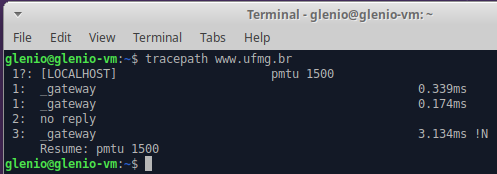 Terminal - glenio@glenio-vm: ~
File Edit View Terminal Tabs Help
glenio@glenio-vm:~$ tracepath www.ufmg.br
1?: [LOCALHOST] pmtu 1500
1: _gateway 0.339ms
1: _gateway 0.174ms
2: no reply
3: _gateway 3.134ms !N
Resume: pmtu 1500
glenio@glenio-vm:~$